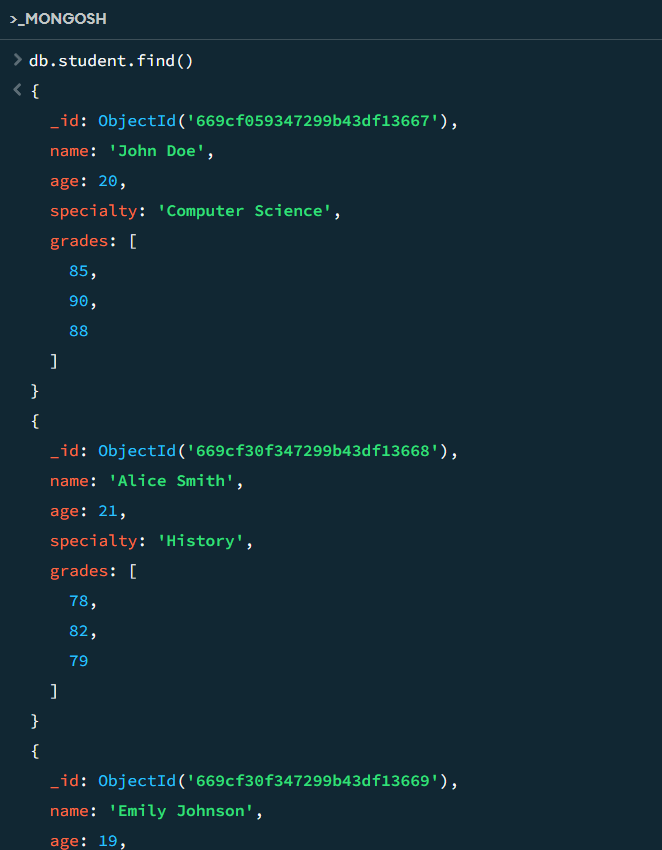 >_MONGOSH
> db.student.find()
< {
_id: ObjectId('669cf059347299b43df13667'),
name: 'John Doe',
age: 20,
specialty: 'Computer Science',
grades: [
85,
90,
88
]
}
{
_id: ObjectId('669cf30f347299b43df13668'),
name: 'Alice Smith',
age: 21,
specialty: 'History',
grades: [
78,
82,
79
]
}
{
_id: ObjectId('669cf30f347299b43df13669'),
name: 'Emily Johnson',
age: 19,